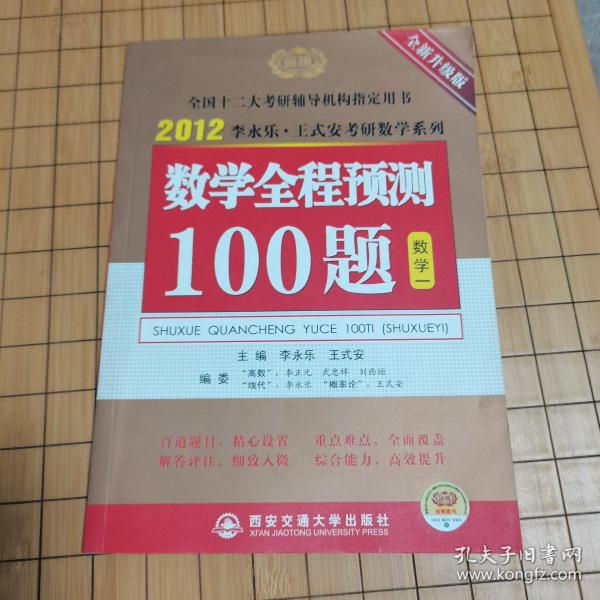 金榜
全新升级版
全国十二大考研辅导机构指定用书
2012 李永乐·王式安考研数学系列
数学全程预测
100题
数学一
SHUXUE QUANCHENG YUCE 100TI (SHUXUEYI)
主编 李永乐 王式安
编委 “高数”：李正元 武忠祥 刘西垣
“线代”：李永乐 “概率论”：王式安
百道题目、精心设置 重点难点、全面覆盖
解答评注、细致入微 综合能力、高效提升
西安交通大学出版社
XI'AN JIAOTONG UNIVERSITY PRESS
孔夫子旧书网
www.kongfz.com